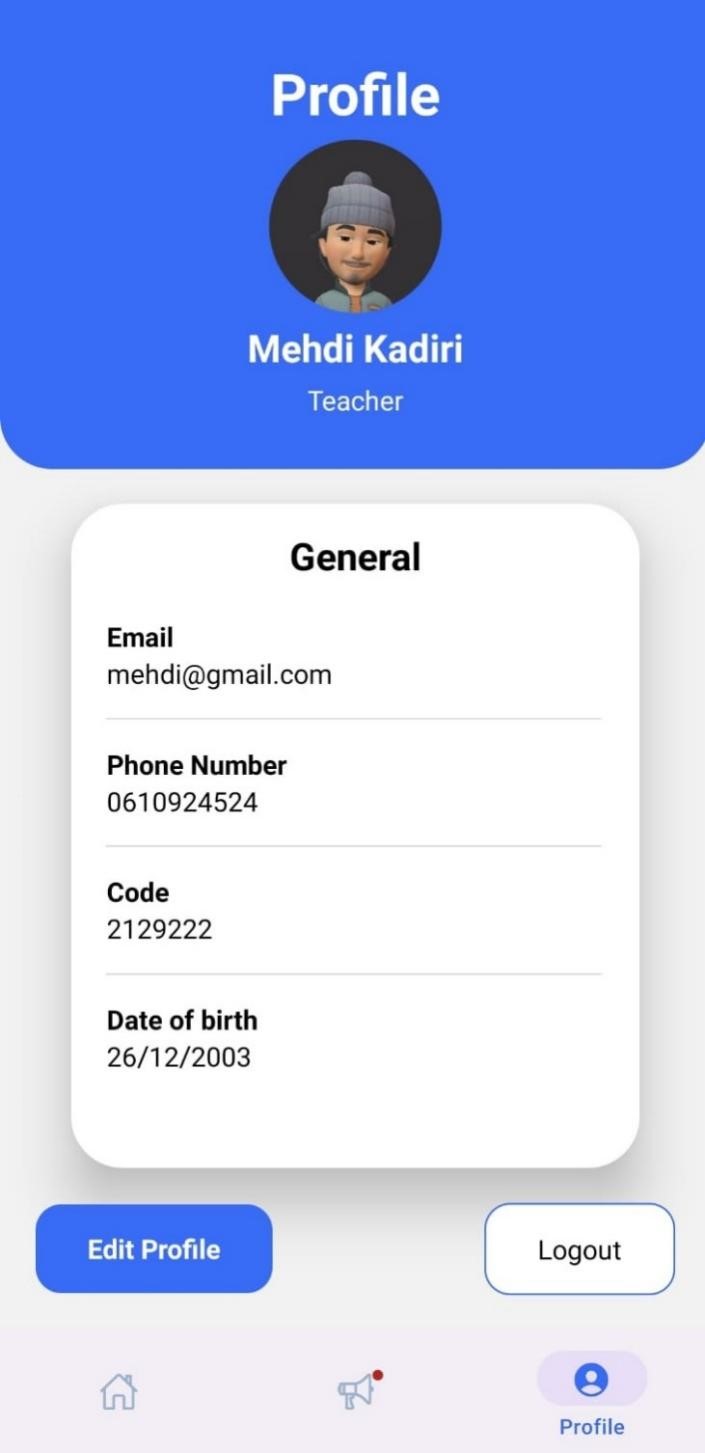 Profile
Mehdi Kadiri
Teacher
General
Email
mehdi@gmail.com
Phone Number
0610924524
Code
2129222
Date of birth
26/12/2003
Edit Profile
Logout
Profile